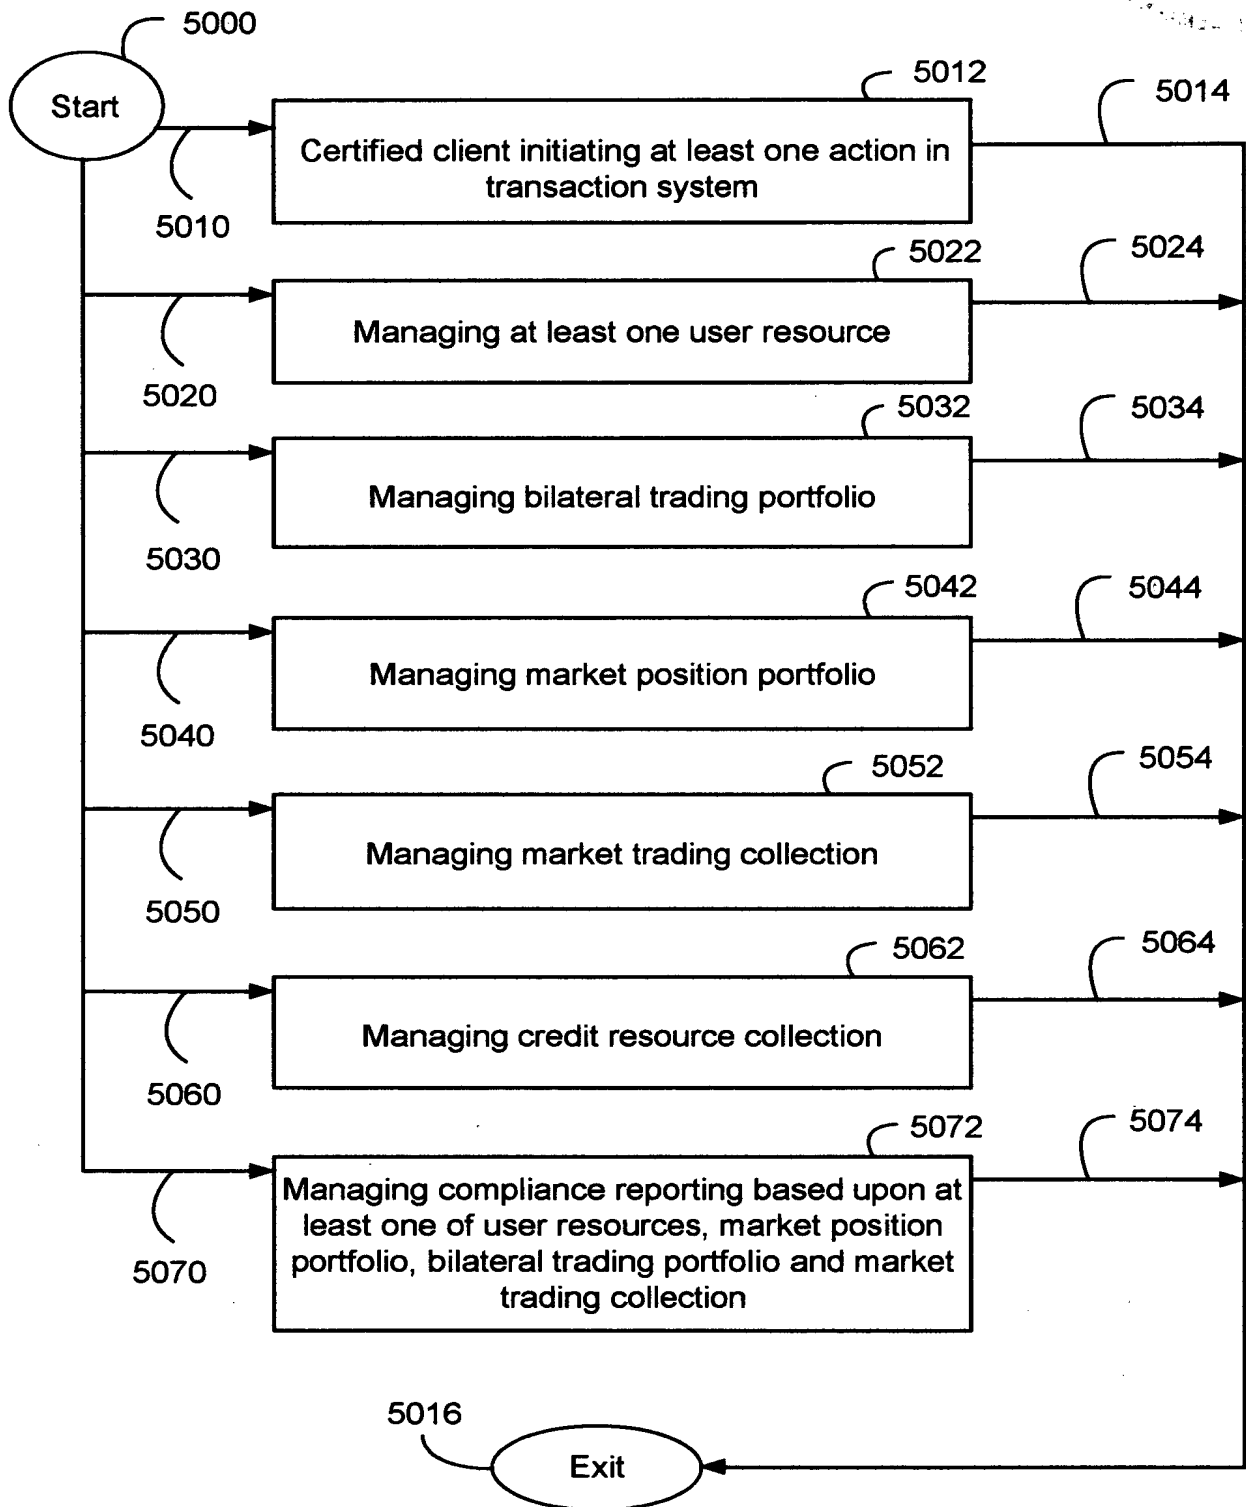 5000
Start
5012
5014
Certified client initiating at least one action in
transaction system
5010
5022
5024
Managing at least one user resource
5020
5032
5034
Managing bilateral trading portfolio
5030
5042
5044
Managing market position portfolio
5040
5052
5054
Managing market trading collection
5050
5062
5064
Managing credit resource collection
5060
5072
5074
Managing compliance reporting based upon at
least one of user resources, market position
portfolio, bilateral trading portfolio and market
trading collection
5070
5016
Exit